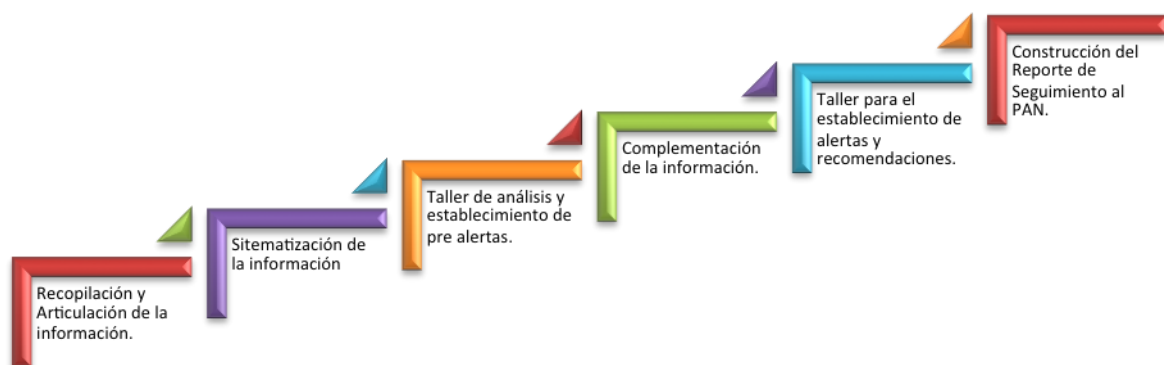 Recopilación y
Articulación de la
información.
Sitematización de
la información
Taller de análisis y
establecimiento de
pre alertas.
Complementación
de la información.
Taller para el
establecimiento de
alertas y
recomendaciones.
Construcción del
Reporte de
Seguimiento al
PAN.